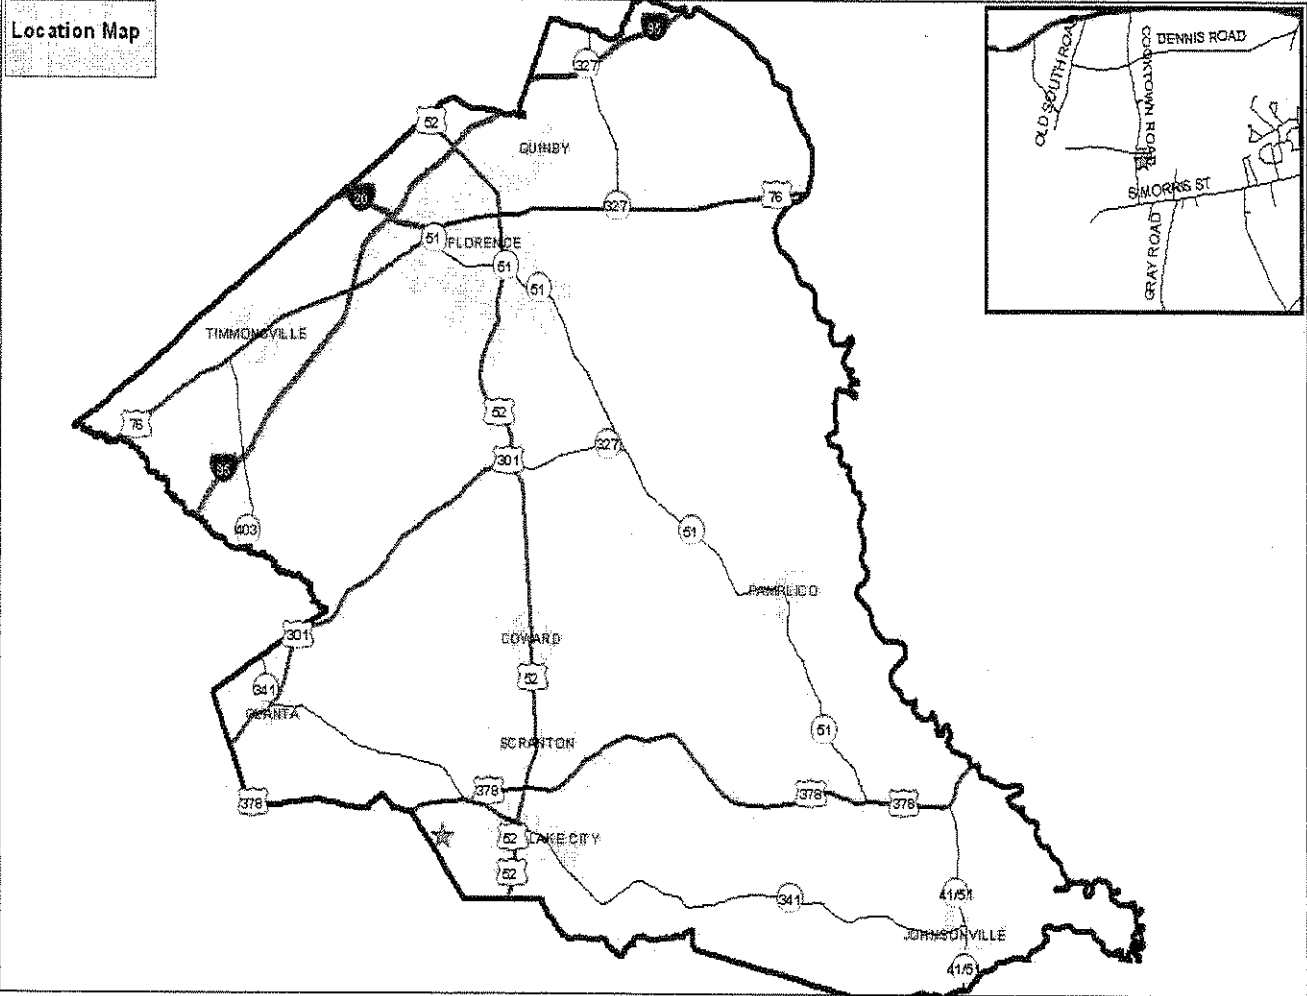 Location Map
95
327
52
QUINBY
20
76
327
51
FLORENCE
51
51
TIMMONSVILLE
76
52
327
301
95
403
51
PAMPLICO
301
COWARD
52
341
OLANTA
51
SCRANTON
378
378
378
378
52
LAKE CITY
52
341
41/51
JOHNSONVILLE
41/51
DENNIS ROAD
OLD SOUTH ROA
COOKTOWN ROAD
S MORRIS ST
GRAY ROAD